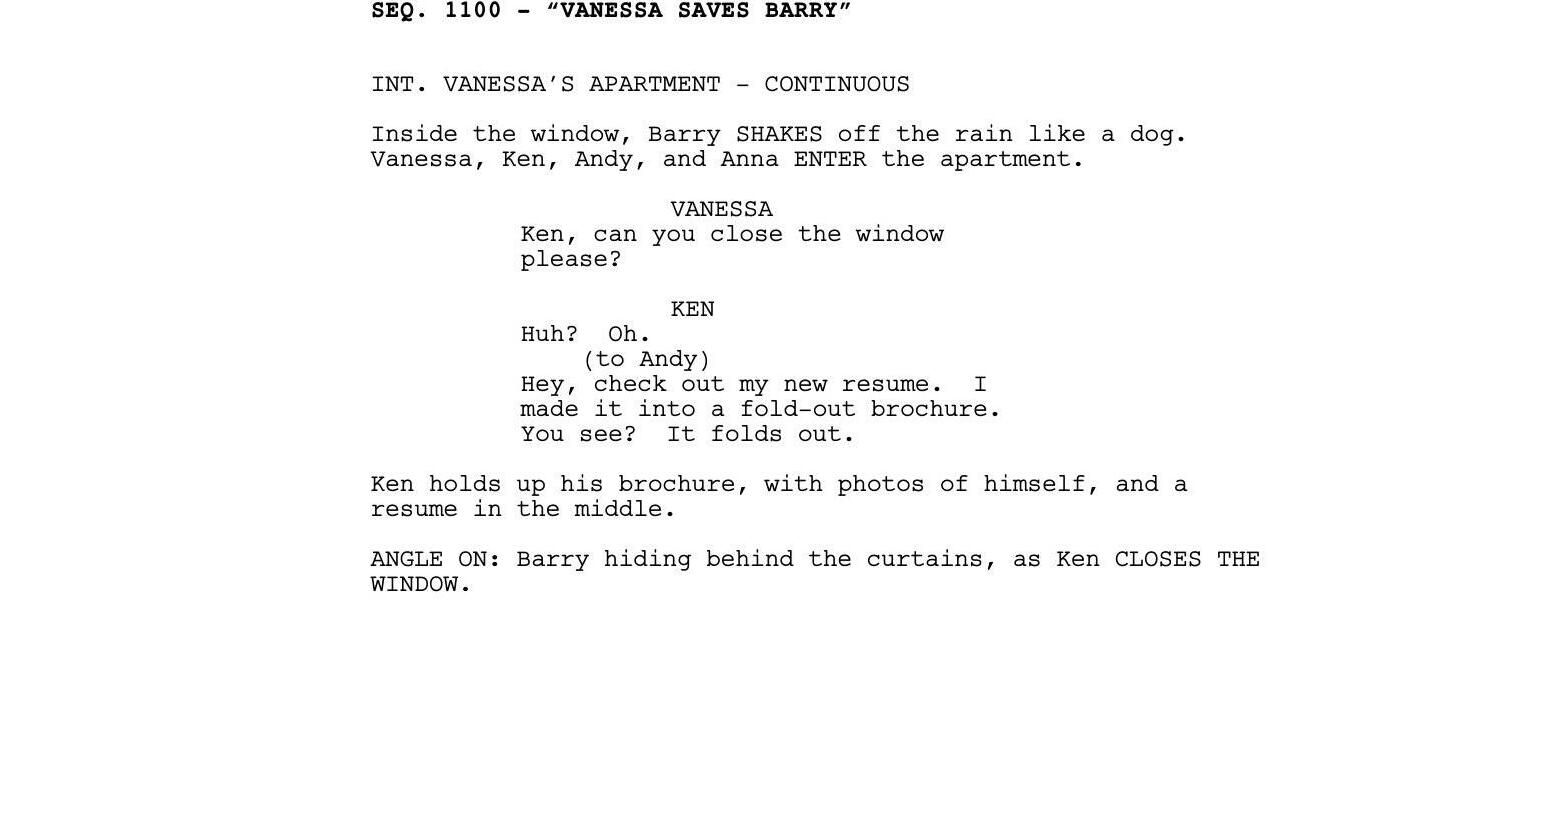 SEQ. 1100 - “VANESSA SAVES BARRY”
INT. VANESSA’S APARTMENT - CONTINUOUS
Inside the window, Barry SHAKES off the rain like a dog.
Vanessa, Ken, Andy, and Anna ENTER the apartment.
VANESSA
Ken, can you close the window
please?
KEN
Huh?  Oh.
(to Andy)
Hey, check out my new resume.  I
made it into a fold-out brochure.
You see?  It folds out.
Ken holds up his brochure, with photos of himself, and a
resume in the middle.
ANGLE ON: Barry hiding behind the curtains, as Ken CLOSES THE
WINDOW.